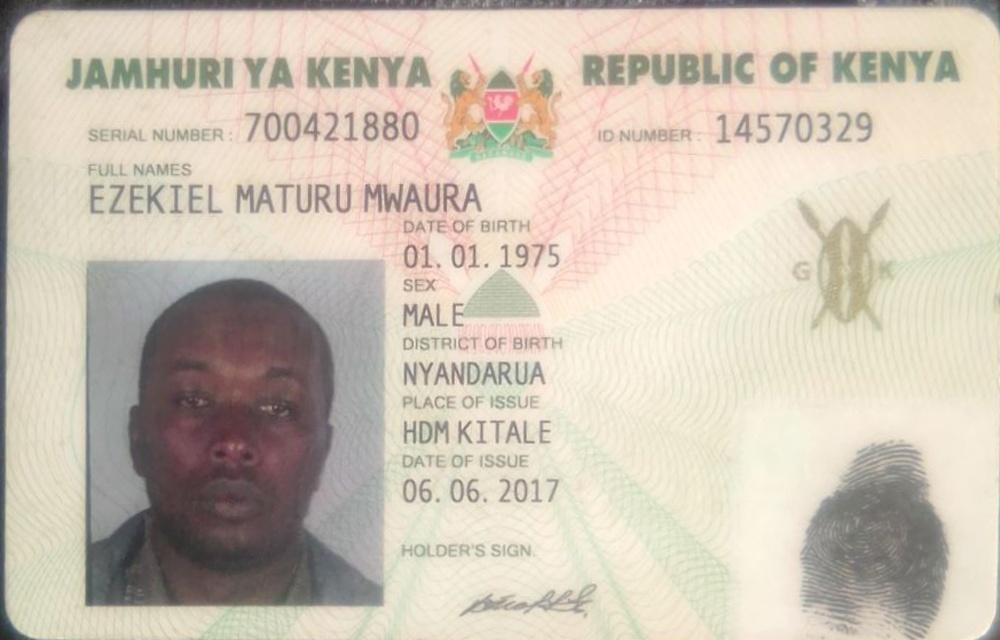 JAMHURI YA KENYA REPUBLIC OF KENYA
SERIAL NUMBER : 700421880 ID NUMBER : 14570329
FULL NAMES
EZEKIEL MATURU MWAURA
DATE OF BIRTH
01. 01. 1975
SEX
MALE
G K
DISTRICT OF BIRTH
NYANDARUA
PLACE OF ISSUE
HDM KITALE
DATE OF ISSUE
06. 06. 2017
HOLDER'S SIGN.